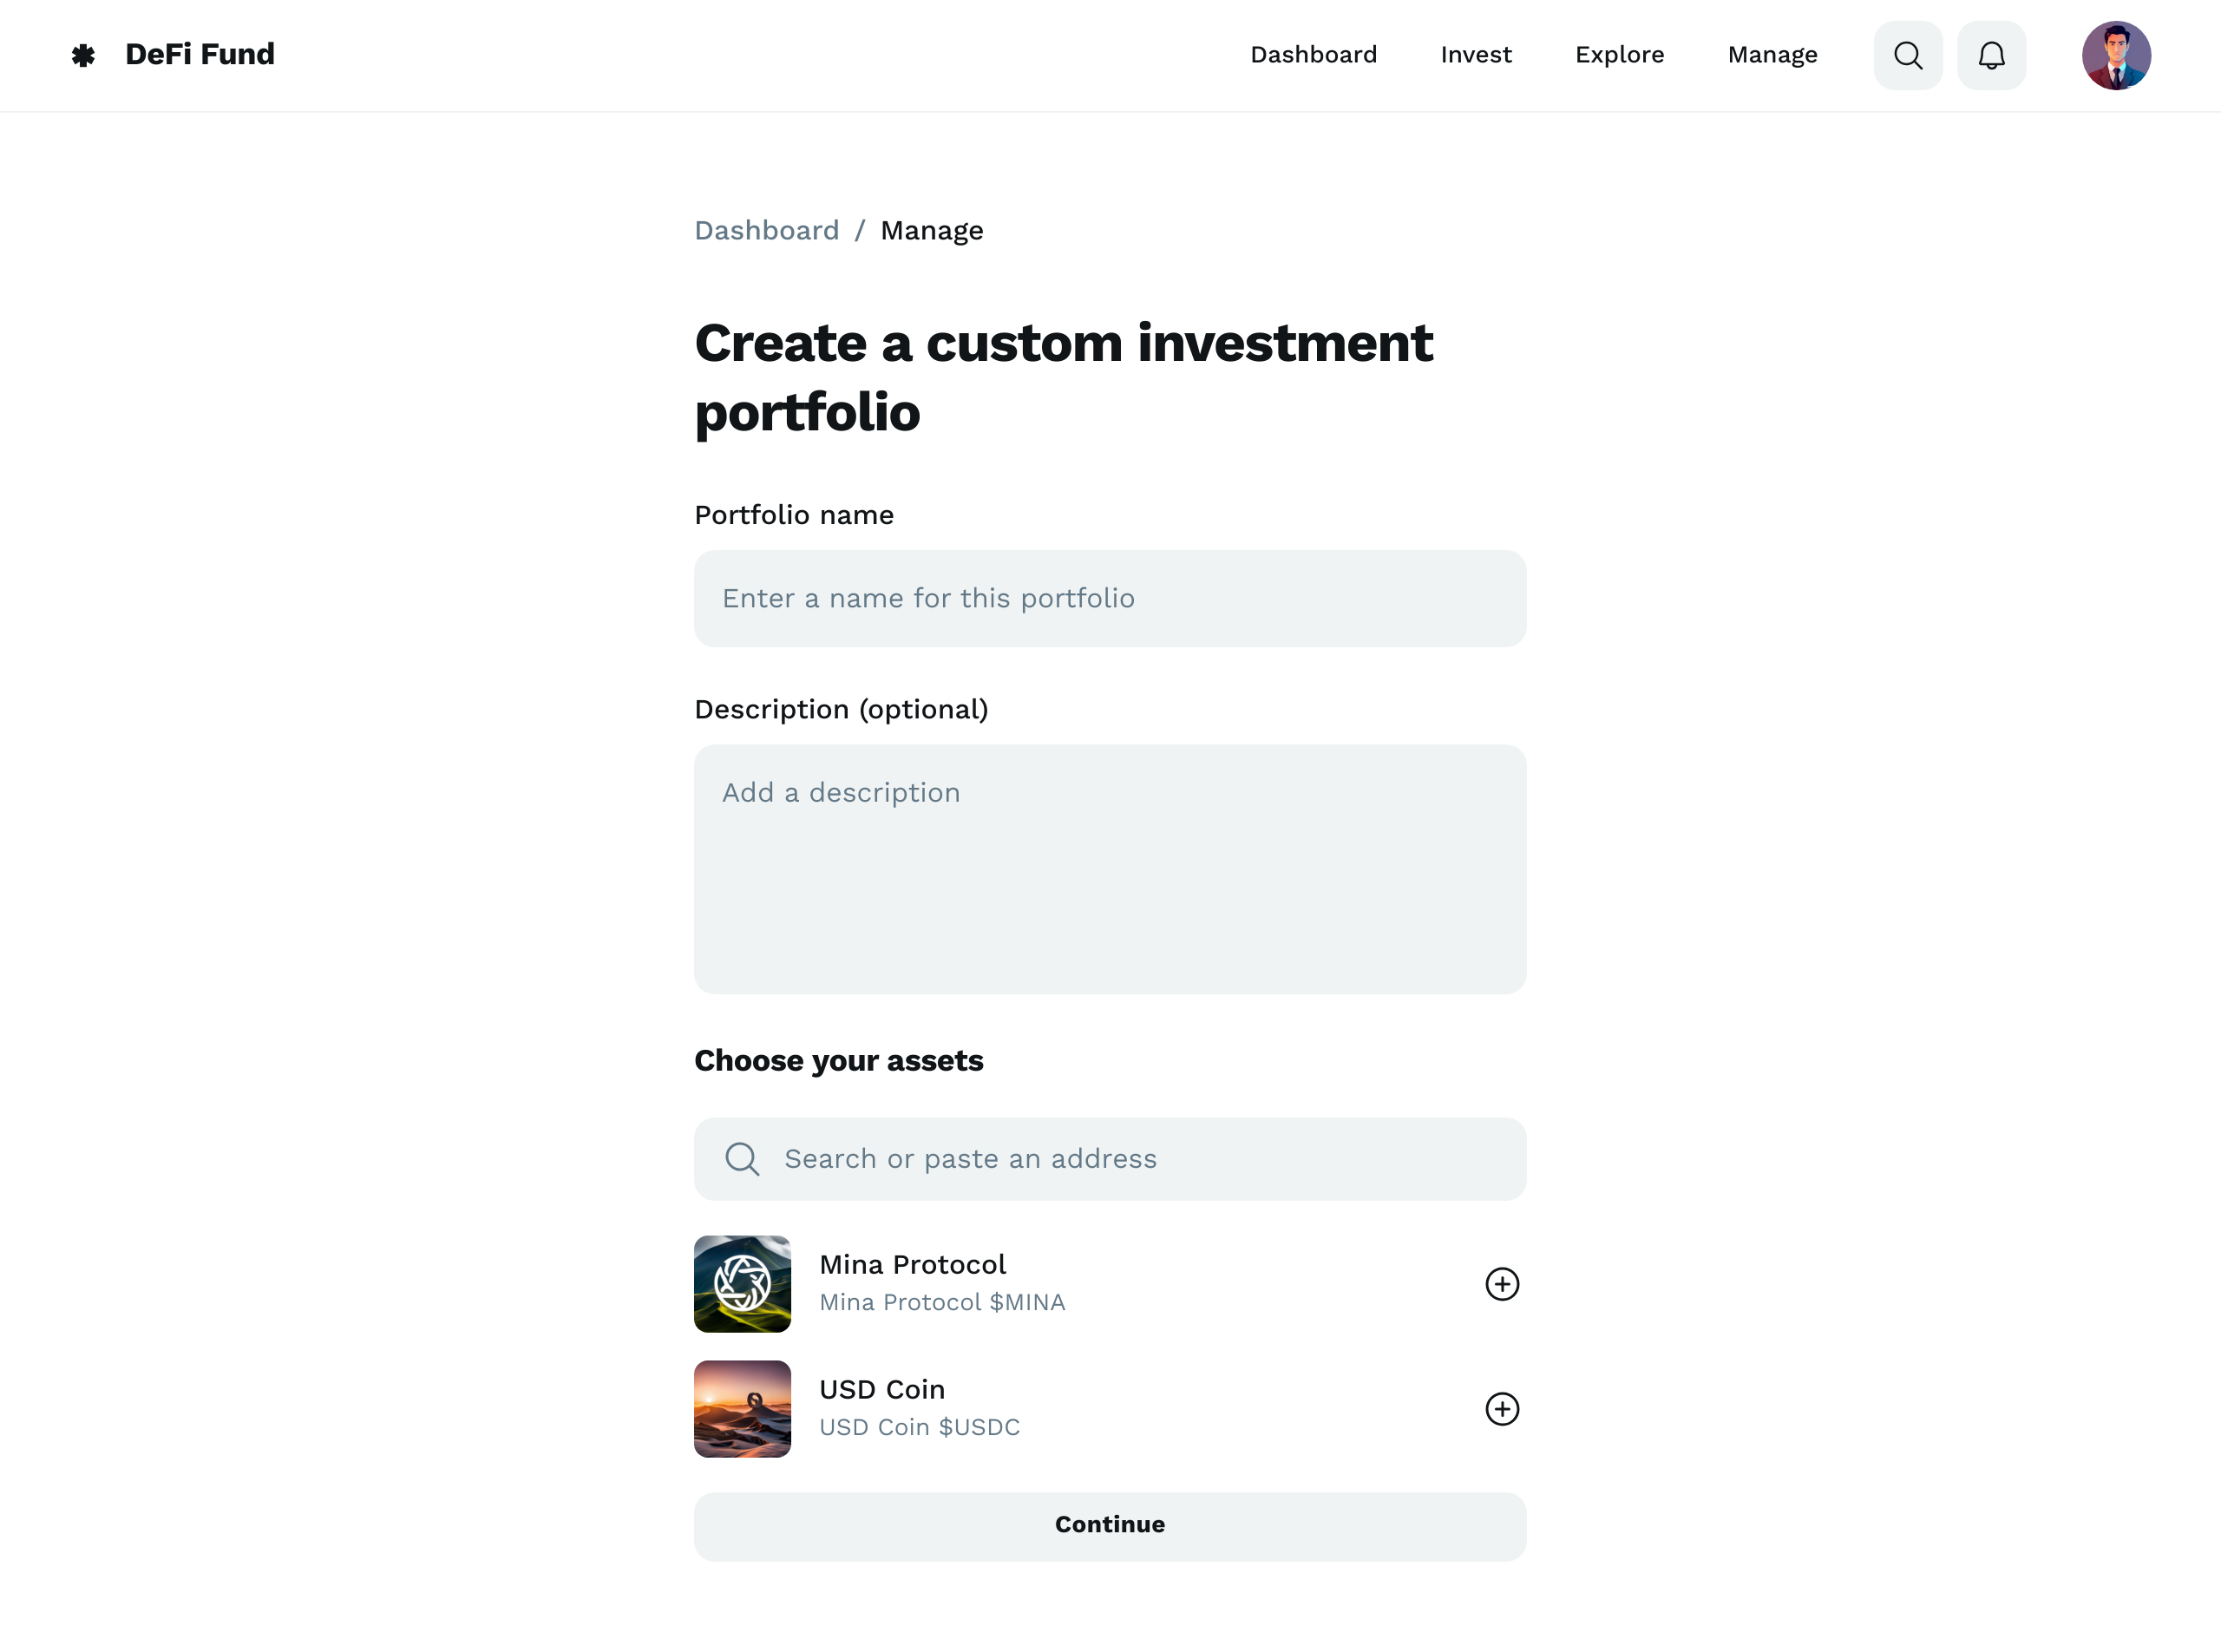 DeFi Fund
Dashboard
Invest
Explore
Manage
Dashboard / Manage
Create a custom investment
portfolio
Portfolio name
Enter a name for this portfolio
Description (optional)
Add a description
Choose your assets
Search or paste an address
Mina Protocol
Mina Protocol $MINA
USD Coin
USD Coin $USDC
Continue